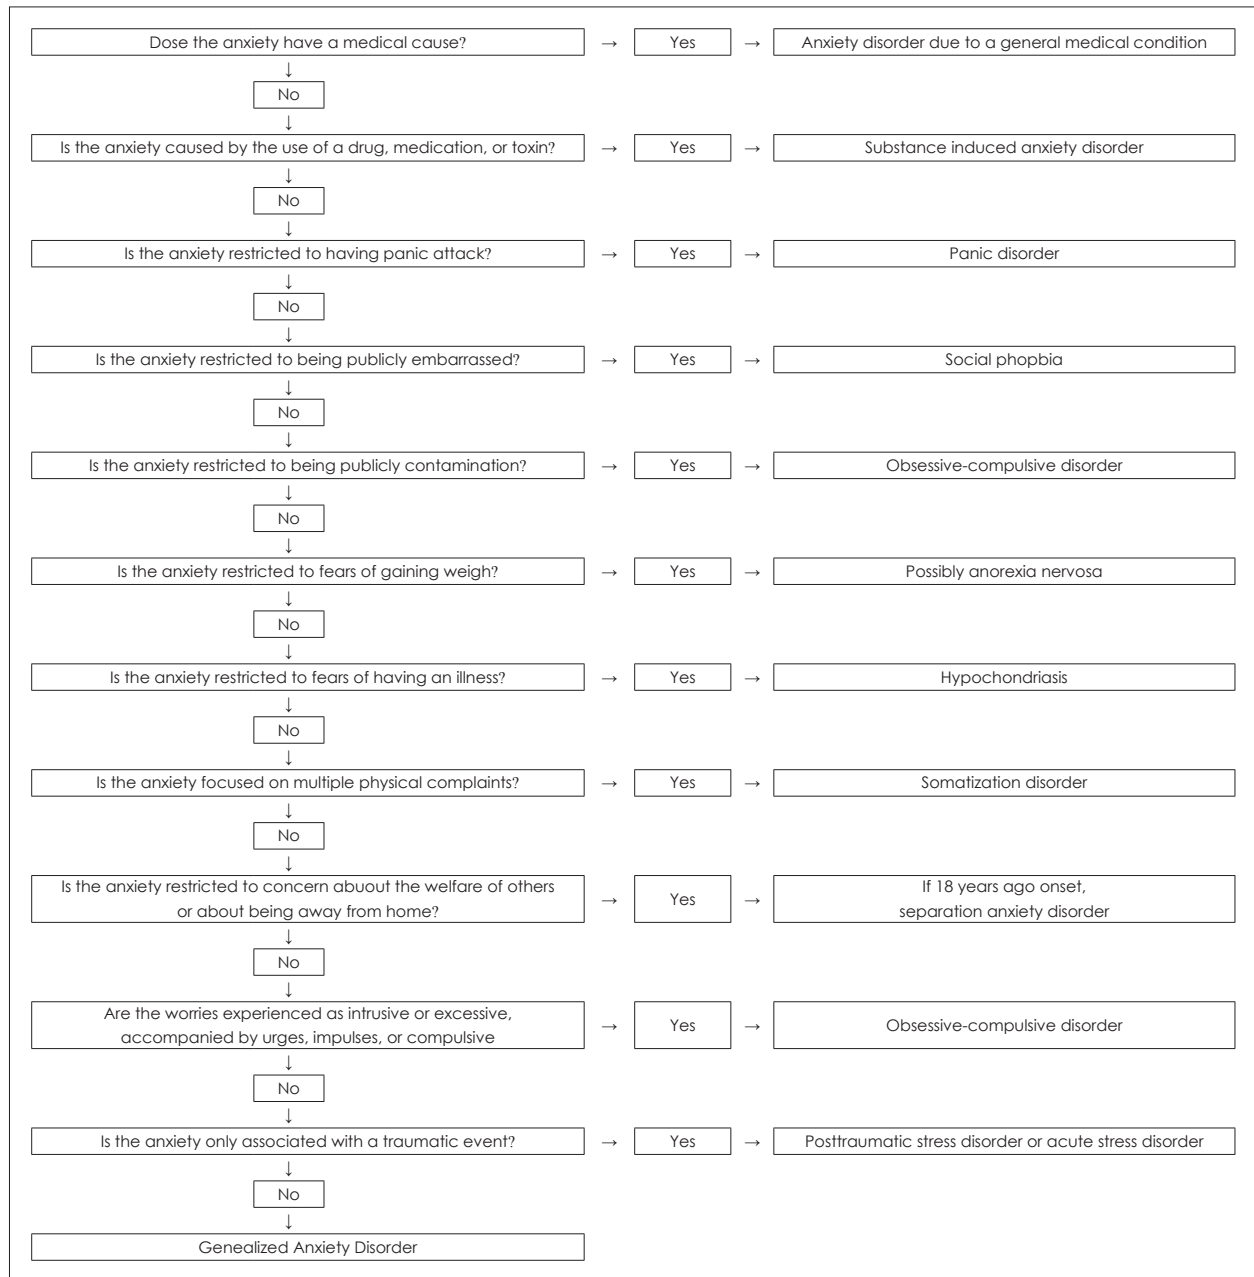 Dose the anxiety have a medical cause? → Yes → Anxiety disorder due to a general medical condition
↓
No
↓
Is the anxiety caused by the use of a drug, medication, or toxin? → Yes → Substance induced anxiety disorder
↓
No
↓
Is the anxiety restricted to having panic attack? → Yes → Panic disorder
↓
No
↓
Is the anxiety restricted to being publicly embarrassed? → Yes → Social phopbia
↓
No
↓
Is the anxiety restricted to being publicly contamination? → Yes → Obsessive-compulsive disorder
↓
No
↓
Is the anxiety restricted to fears of gaining weigh? → Yes → Possibly anorexia nervosa
↓
No
↓
Is the anxiety restricted to fears of having an illness? → Yes → Hypochondriasis
↓
No
↓
Is the anxiety focused on multiple physical complaints? → Yes → Somatization disorder
↓
No
↓
Is the anxiety restricted to concern abuout the welfare of others
or about being away from home? → Yes → If 18 years ago onset,
separation anxiety disorder
↓
No
↓
Are the worries experienced as intrusive or excessive,
accompanied by urges, impulses, or compulsive → Yes → Obsessive-compulsive disorder
↓
No
↓
Is the anxiety only associated with a traumatic event? → Yes → Posttraumatic stress disorder or acute stress disorder
↓
No
↓
Genealized Anxiety Disorder